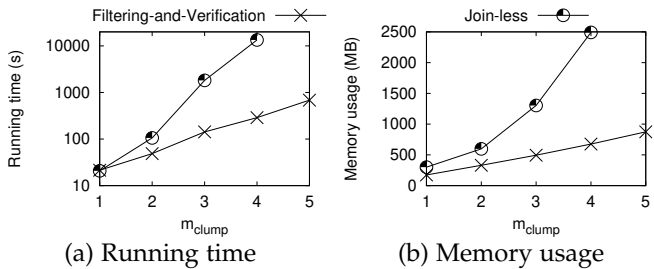 Filtering-and-Verification
Join-less
Running time (s)
10000
1000
100
10
1 2 3 4 5
m_clump
(a) Running time
Memory usage (MB)
2500
2000
1500
1000
500
0
1 2 3 4 5
m_clump
(b) Memory usage